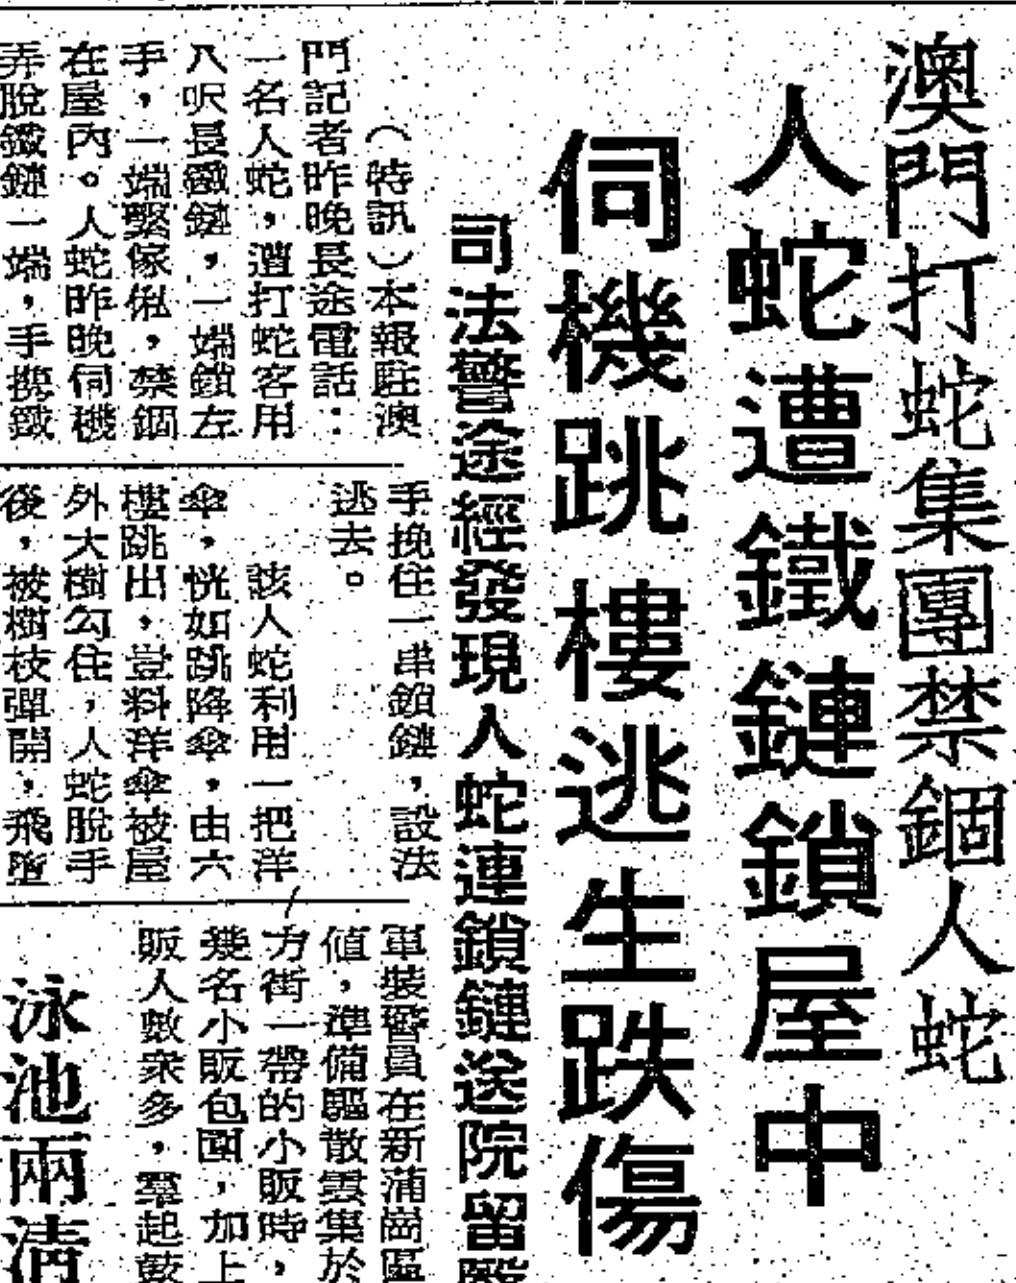 澳門打蛇集團禁錮人蛇
人蛇遭鐵鏈鎖屋中
伺機跳樓逃生跌傷
司法警途經發現人蛇連鎖鏈送院留醫
（特訊）本報駐澳
門記者昨晚長途電話：
一名人蛇，遭打蛇客用
八呎長鐵鏈，一端鎖左
手，一端繫傢俬，禁錮
在屋內。人蛇昨晚伺機
弄脫鐵鏈一端，手挽鐵
手挽住一串鎖鏈，設法
逃去。
該人蛇利用一把洋
傘，恍如跳降傘，由六
樓跳出，豈料洋傘被屋
外大樹勾住，人蛇脫手
後，被樹枝彈開，飛墮
軍裝警員在新蒲崗區
值，準備驅散雲集於
方街一帶的小販時，
幾名小販包圍，加上
販人數衆多，羣起鼓
泳池兩清